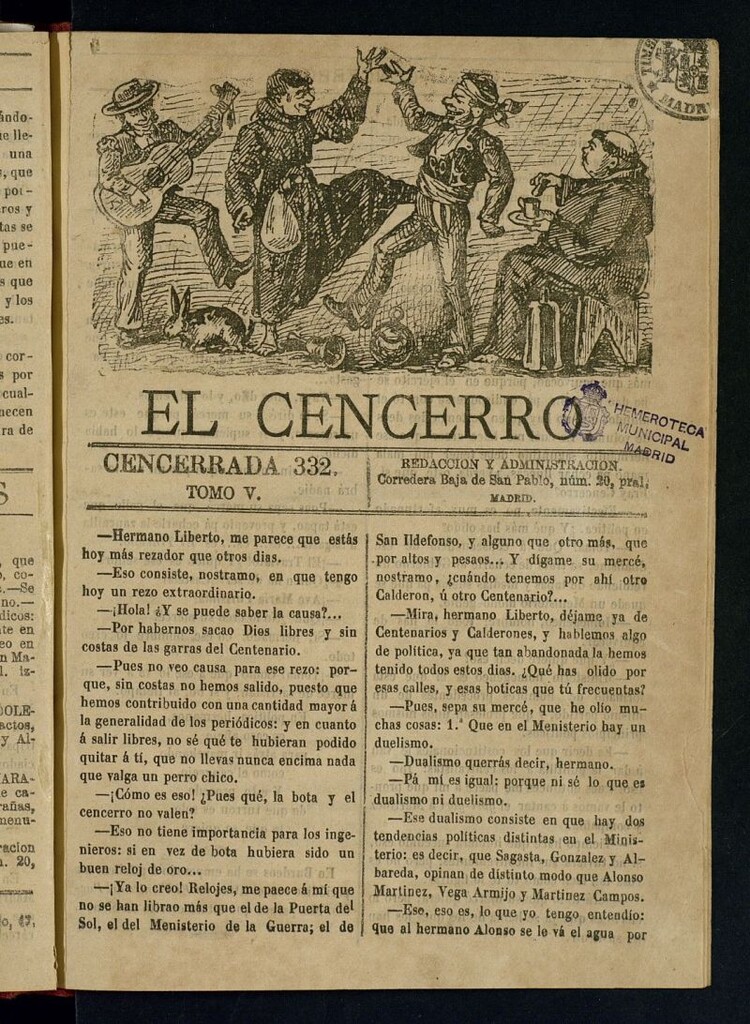 TIMB
MADR
EL CENCERRO
HEMEROTECA
MUNICIPAL
MADRID
CENCERRADA 332.
TOMO V.
REDACCION Y ADMINISTRACION.
Corredera Baja de San Pablo, núm. 20, pral,
MADRID.
—Hermano Liberto, me parece que estás
hoy más rezador que otros dias.
—Eso consiste, nostramo, en que tengo
hoy un rezo extraordinario.
—¡Hola! ¿Y se puede saber la causa?...
—Por habernos sacao Dios libres y sin
costas de las garras del Centenario.
—Pues no veo causa para ese rezo: por-
que, sin costas no hemos salido, puesto que
hemos contribuido con una cantidad mayor á
la generalidad de los periódicos: y en cuanto
á salir libres, no sé qué te hubieran podido
quitar á tí, que no llevas nunca encima nada
que valga un perro chico.
—¡Cómo es eso! ¿Pues qué, la bota y el
cencerro no valen?
—Eso no tiene importancia para los inge-
nieros: si en vez de bota hubiera sido un
buen reloj de oro...
—¡Ya lo creo! Relojes, me paece á mí que
no se han librao más que el de la Puerta del
Sol, el del Menisterio de la Guerra; el de
San Ildefonso, y alguno que otro más, que
por altos y pesaos... Y dígame su mercé,
nostramo, ¿cuándo tenemos por ahí otro
Calderon, ú otro Centenario?...
—Mira, hermano Liberto, déjame ya de
Centenarios y Calderones, y hablemos algo
de política, ya que tan abandonada la hemos
tenido todos estos dias. ¿Qué has olido por
esas calles, y esas boticas que tú frecuentas?
—Pues, sepa su mercé, que he olio mu-
chas cosas: 1.ª Que en el Menisterio hay un
duelismo.
—Dualismo querrás decir, hermano.
—Pá mí es igual: porque ni sé lo que es
dualismo ni duelismo.
—Ese dualismo consiste en que hay dos
tendencias políticas distintas en el Minis-
terio: es decir, que Sagasta, Gonzalez y Al-
bareda, opinan de distinto modo que Alonso
Martinez, Vega Armijo y Martinez Campos.
—Eso, eso es, lo que yo tengo entendío:
que al hermano Alonso se le vá el agua por